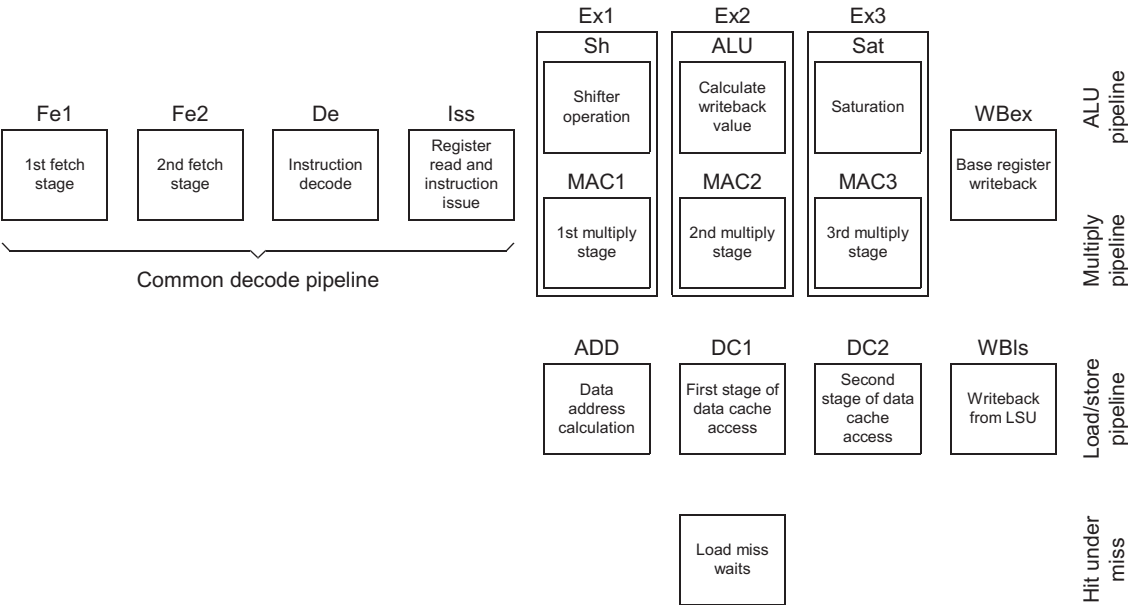 Ex1
Ex2
Ex3
Sh
ALU
Sat
Shifter
operation
Calculate
writeback
value
Saturation
ALU
pipeline
Fe1
Fe2
De
Iss
WBex
1st fetch
stage
2nd fetch
stage
Instruction
decode
Register
read and
instruction
issue
Base register
writeback
MAC1
MAC2
MAC3
1st multiply
stage
2nd multiply
stage
3rd multiply
stage
Multiply
pipeline
Common decode pipeline
ADD
DC1
DC2
WBls
Data
address
calculation
First stage of
data cache
access
Second
stage of data
cache
access
Writeback
from LSU
Load/store
pipeline
Load miss
waits
Hit under
miss